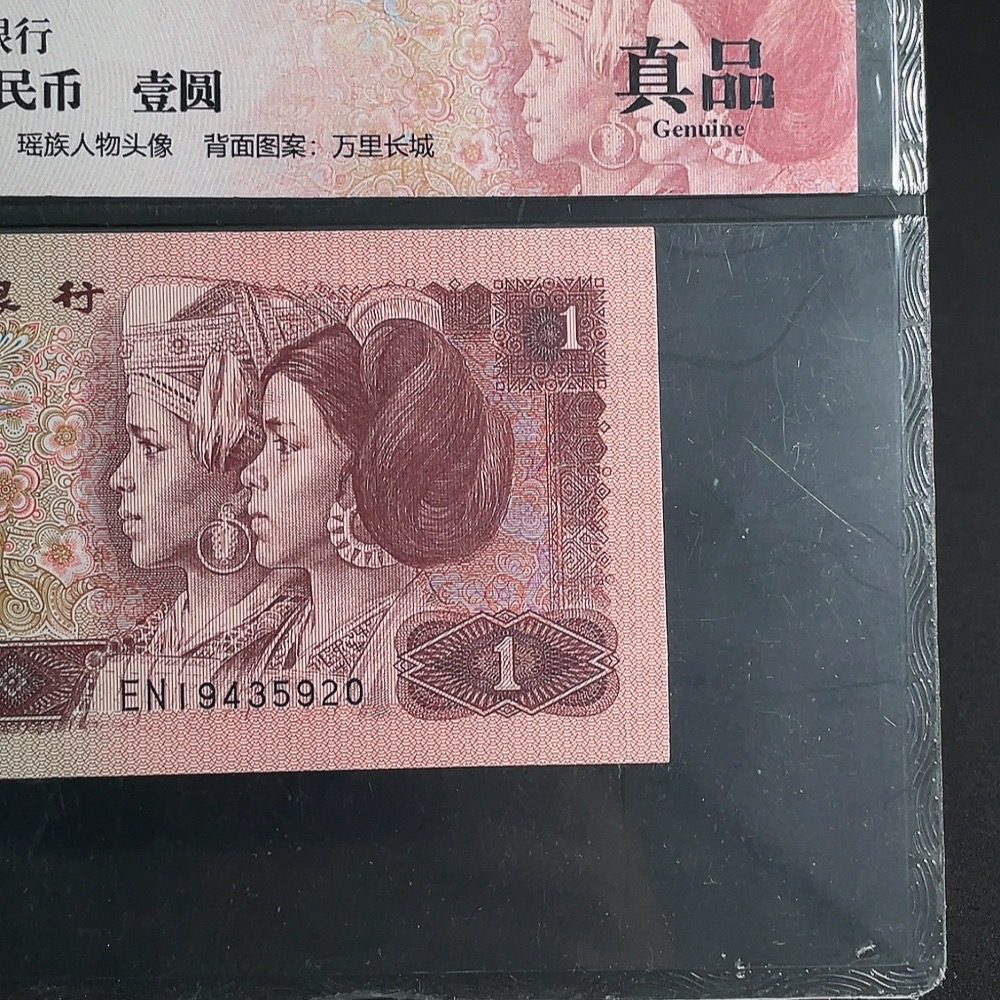 银行
民币 壹圆
瑶族人物头像 背面图案：万里长城
真品
Genuine
银行
1
1
EN19435920